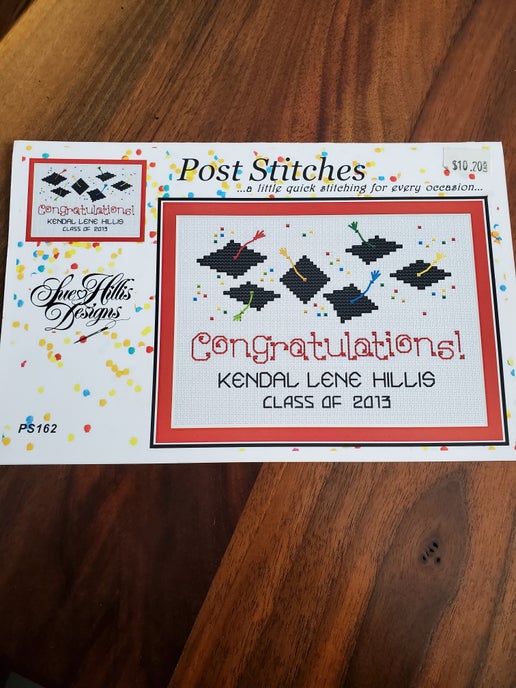 Post Stitches
...a little quick stitching for every occasion...
$10.20
Congratulations!
KENDAL LENE HILLIS
CLASS OF 2013
Sue Hillis
Designs
Congratulations!
KENDAL LENE HILLIS
CLASS OF 2013
PS162